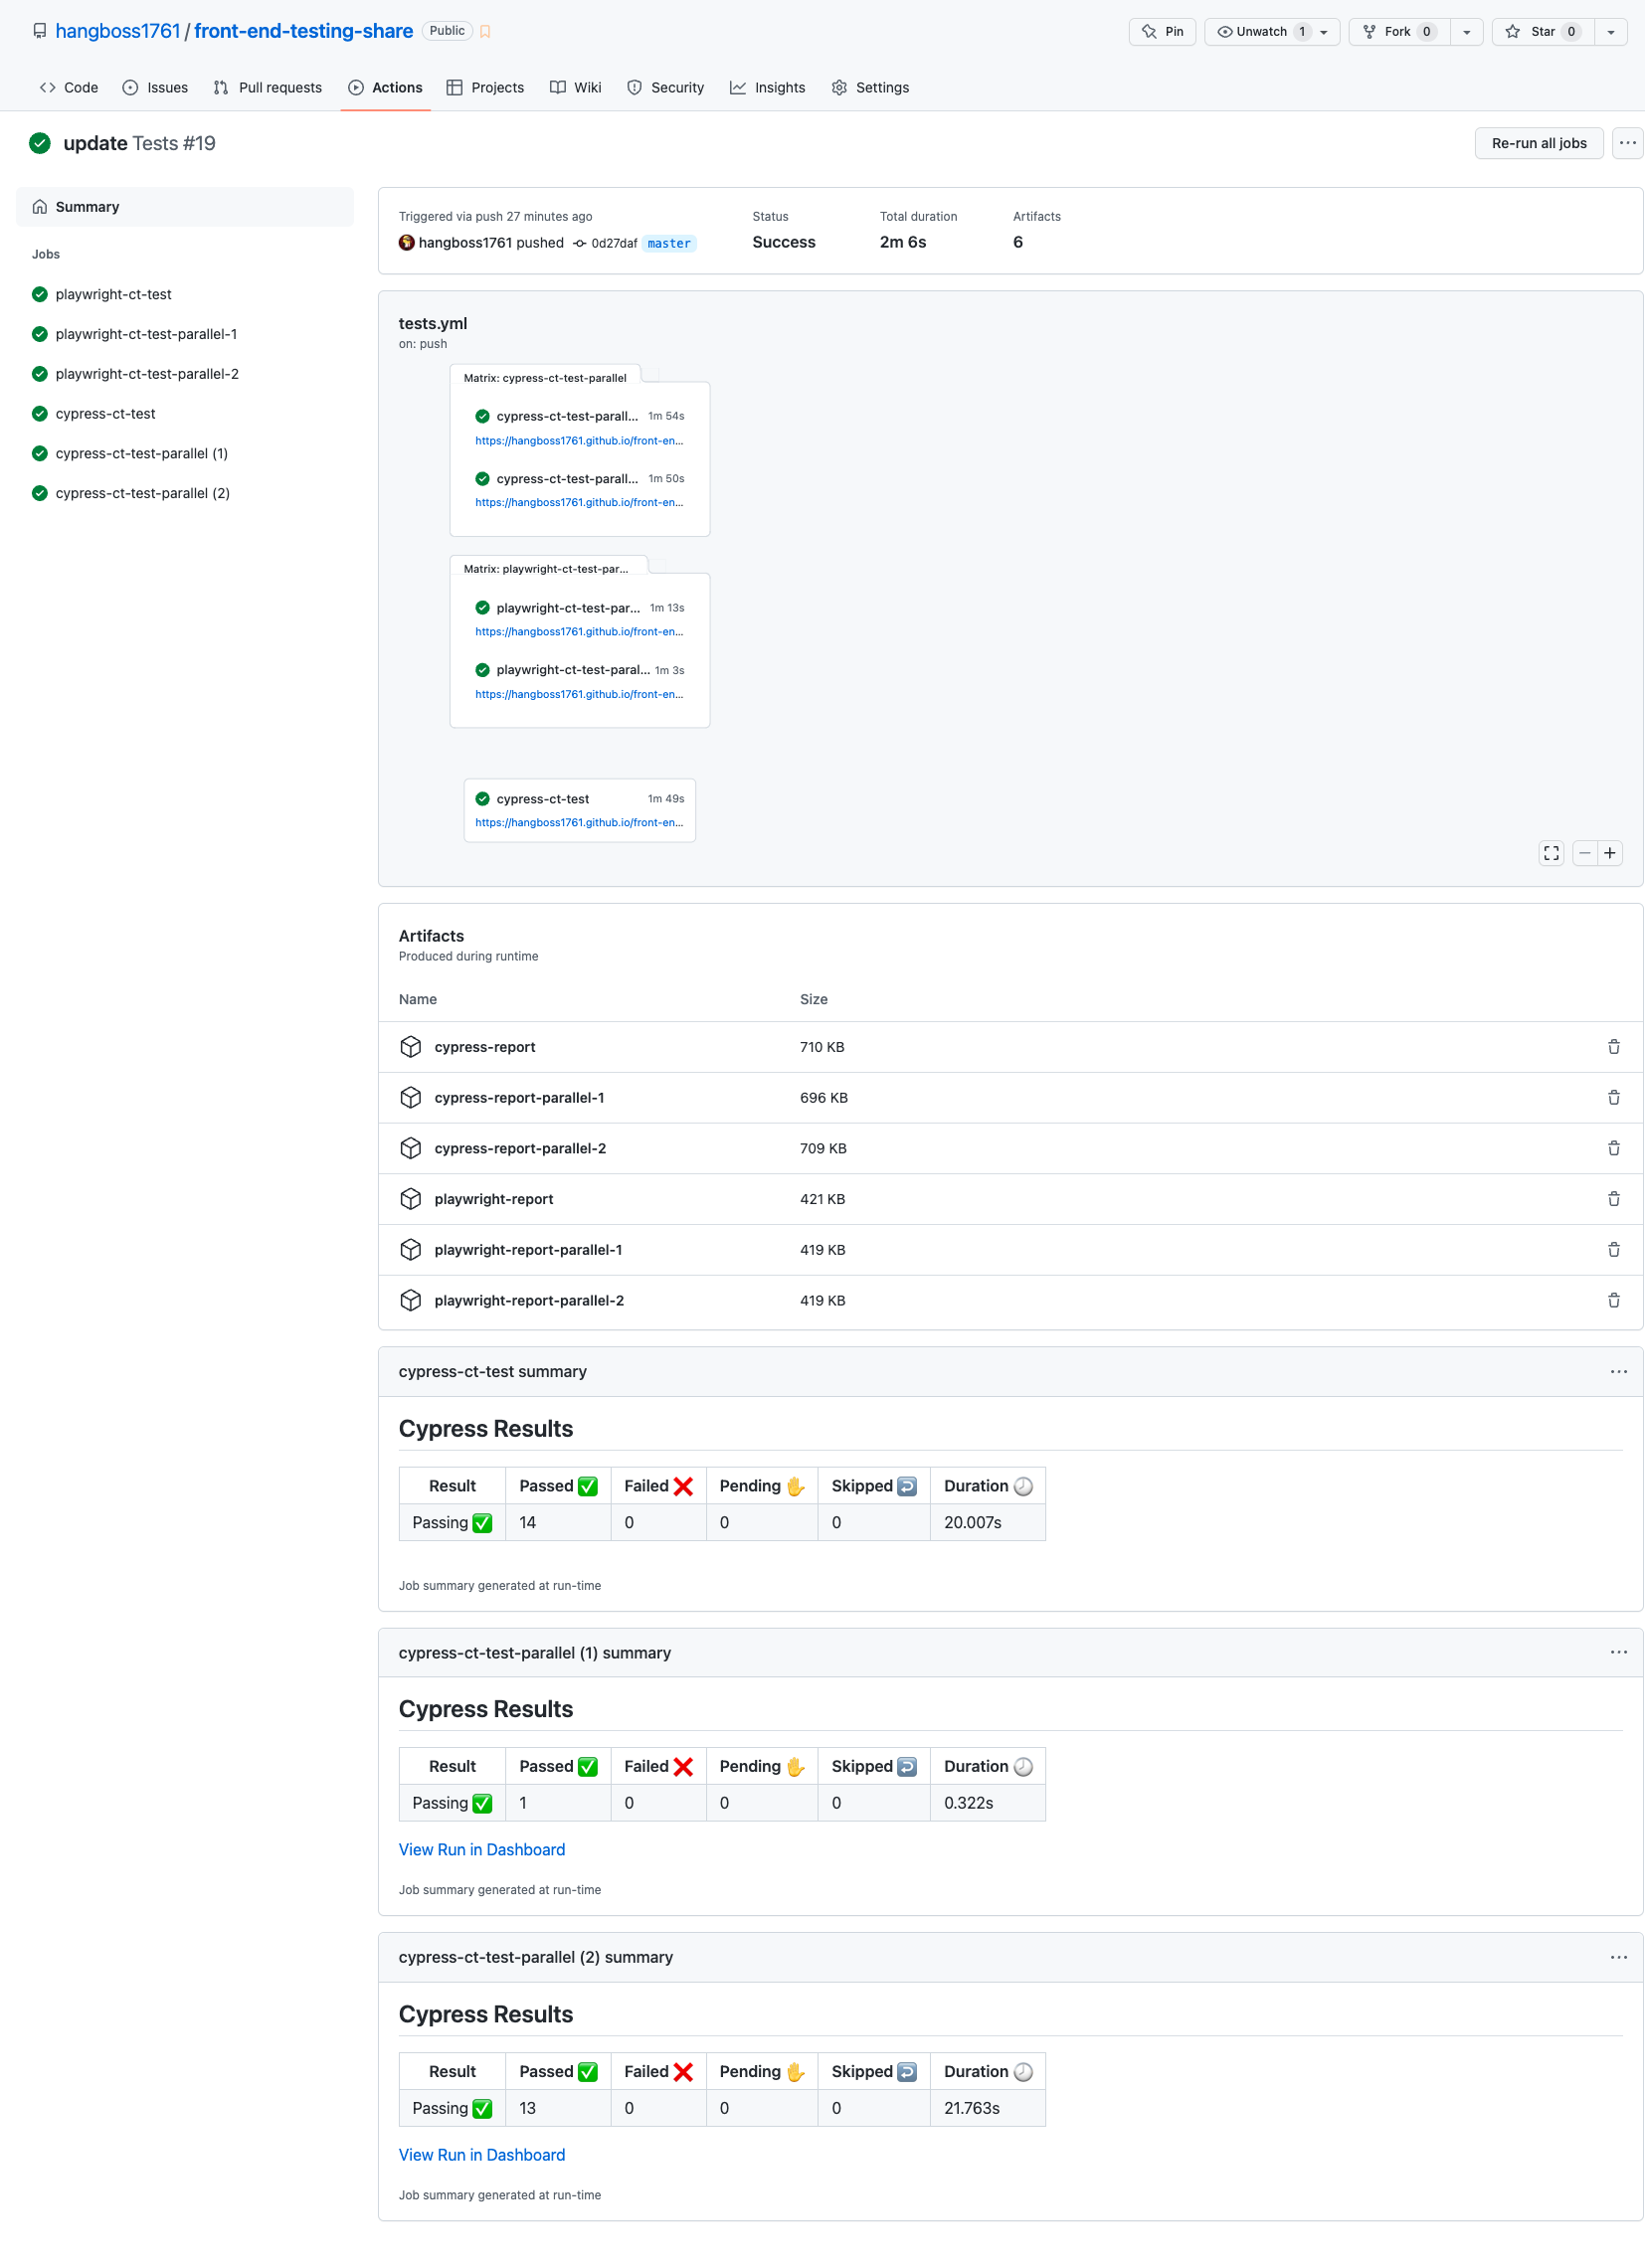 hangboss1761 / front-end-testing-share Public
Pin Unwatch 1 Fork 0 Star 0
Code Issues Pull requests Actions Projects Wiki Security Insights Settings
update Tests #19
Re-run all jobs
Summary
Jobs
playwright-ct-test
playwright-ct-test-parallel-1
playwright-ct-test-parallel-2
cypress-ct-test
cypress-ct-test-parallel (1)
cypress-ct-test-parallel (2)
Triggered via push 27 minutes ago
hangboss1761 pushed 0d27daf master
Status
Success
Total duration
2m 6s
Artifacts
6
tests.yml
on: push
Matrix: cypress-ct-test-parallel
cypress-ct-test-parall... 1m 54s
https://hangboss1761.github.io/front-en...
cypress-ct-test-parall... 1m 50s
https://hangboss1761.github.io/front-en...
Matrix: playwright-ct-test-par...
playwright-ct-test-par... 1m 13s
https://hangboss1761.github.io/front-en...
playwright-ct-test-paral... 1m 3s
https://hangboss1761.github.io/front-en...
cypress-ct-test 1m 49s
https://hangboss1761.github.io/front-en...
Artifacts
Produced during runtime
Name Size
cypress-report 710 KB
cypress-report-parallel-1 696 KB
cypress-report-parallel-2 709 KB
playwright-report 421 KB
playwright-report-parallel-1 419 KB
playwright-report-parallel-2 419 KB
cypress-ct-test summary
Cypress Results
Result Passed ✅ Failed ❌ Pending ✋ Skipped ↩️ Duration 🕗
Passing ✅ 14 0 0 0 20.007s
Job summary generated at run-time
cypress-ct-test-parallel (1) summary
Cypress Results
Result Passed ✅ Failed ❌ Pending ✋ Skipped ↩️ Duration 🕗
Passing ✅ 1 0 0 0 0.322s
View Run in Dashboard
Job summary generated at run-time
cypress-ct-test-parallel (2) summary
Cypress Results
Result Passed ✅ Failed ❌ Pending ✋ Skipped ↩️ Duration 🕗
Passing ✅ 13 0 0 0 21.763s
View Run in Dashboard
Job summary generated at run-time